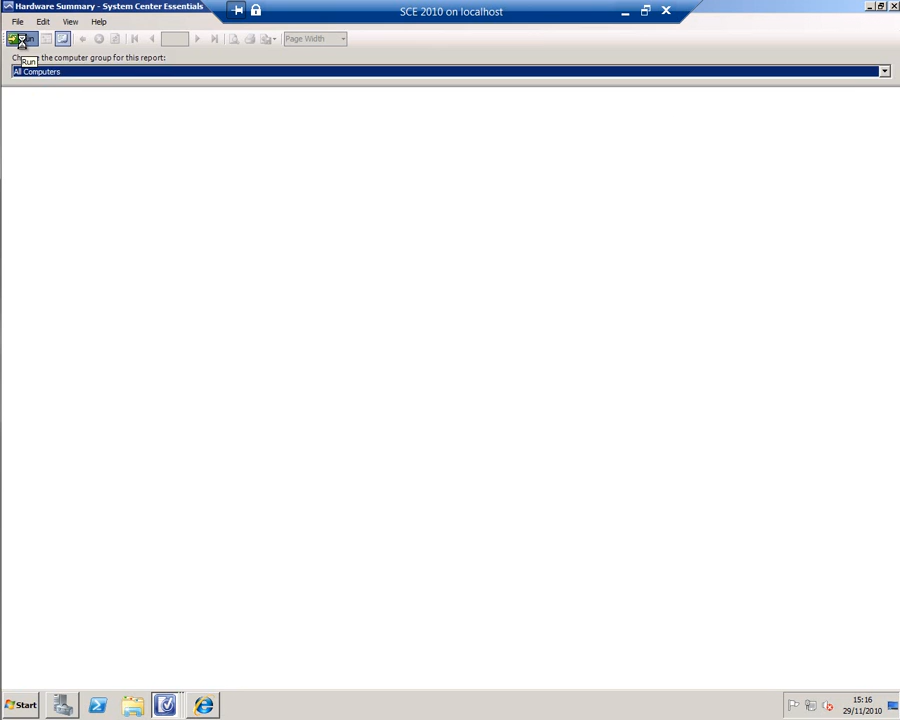 Hardware Summary - System Center Essentials
SCE 2010 on localhost
File Edit View Help
Page Width
the computer group for this report:
Run
All Computers
Start
15:16
29/11/2010